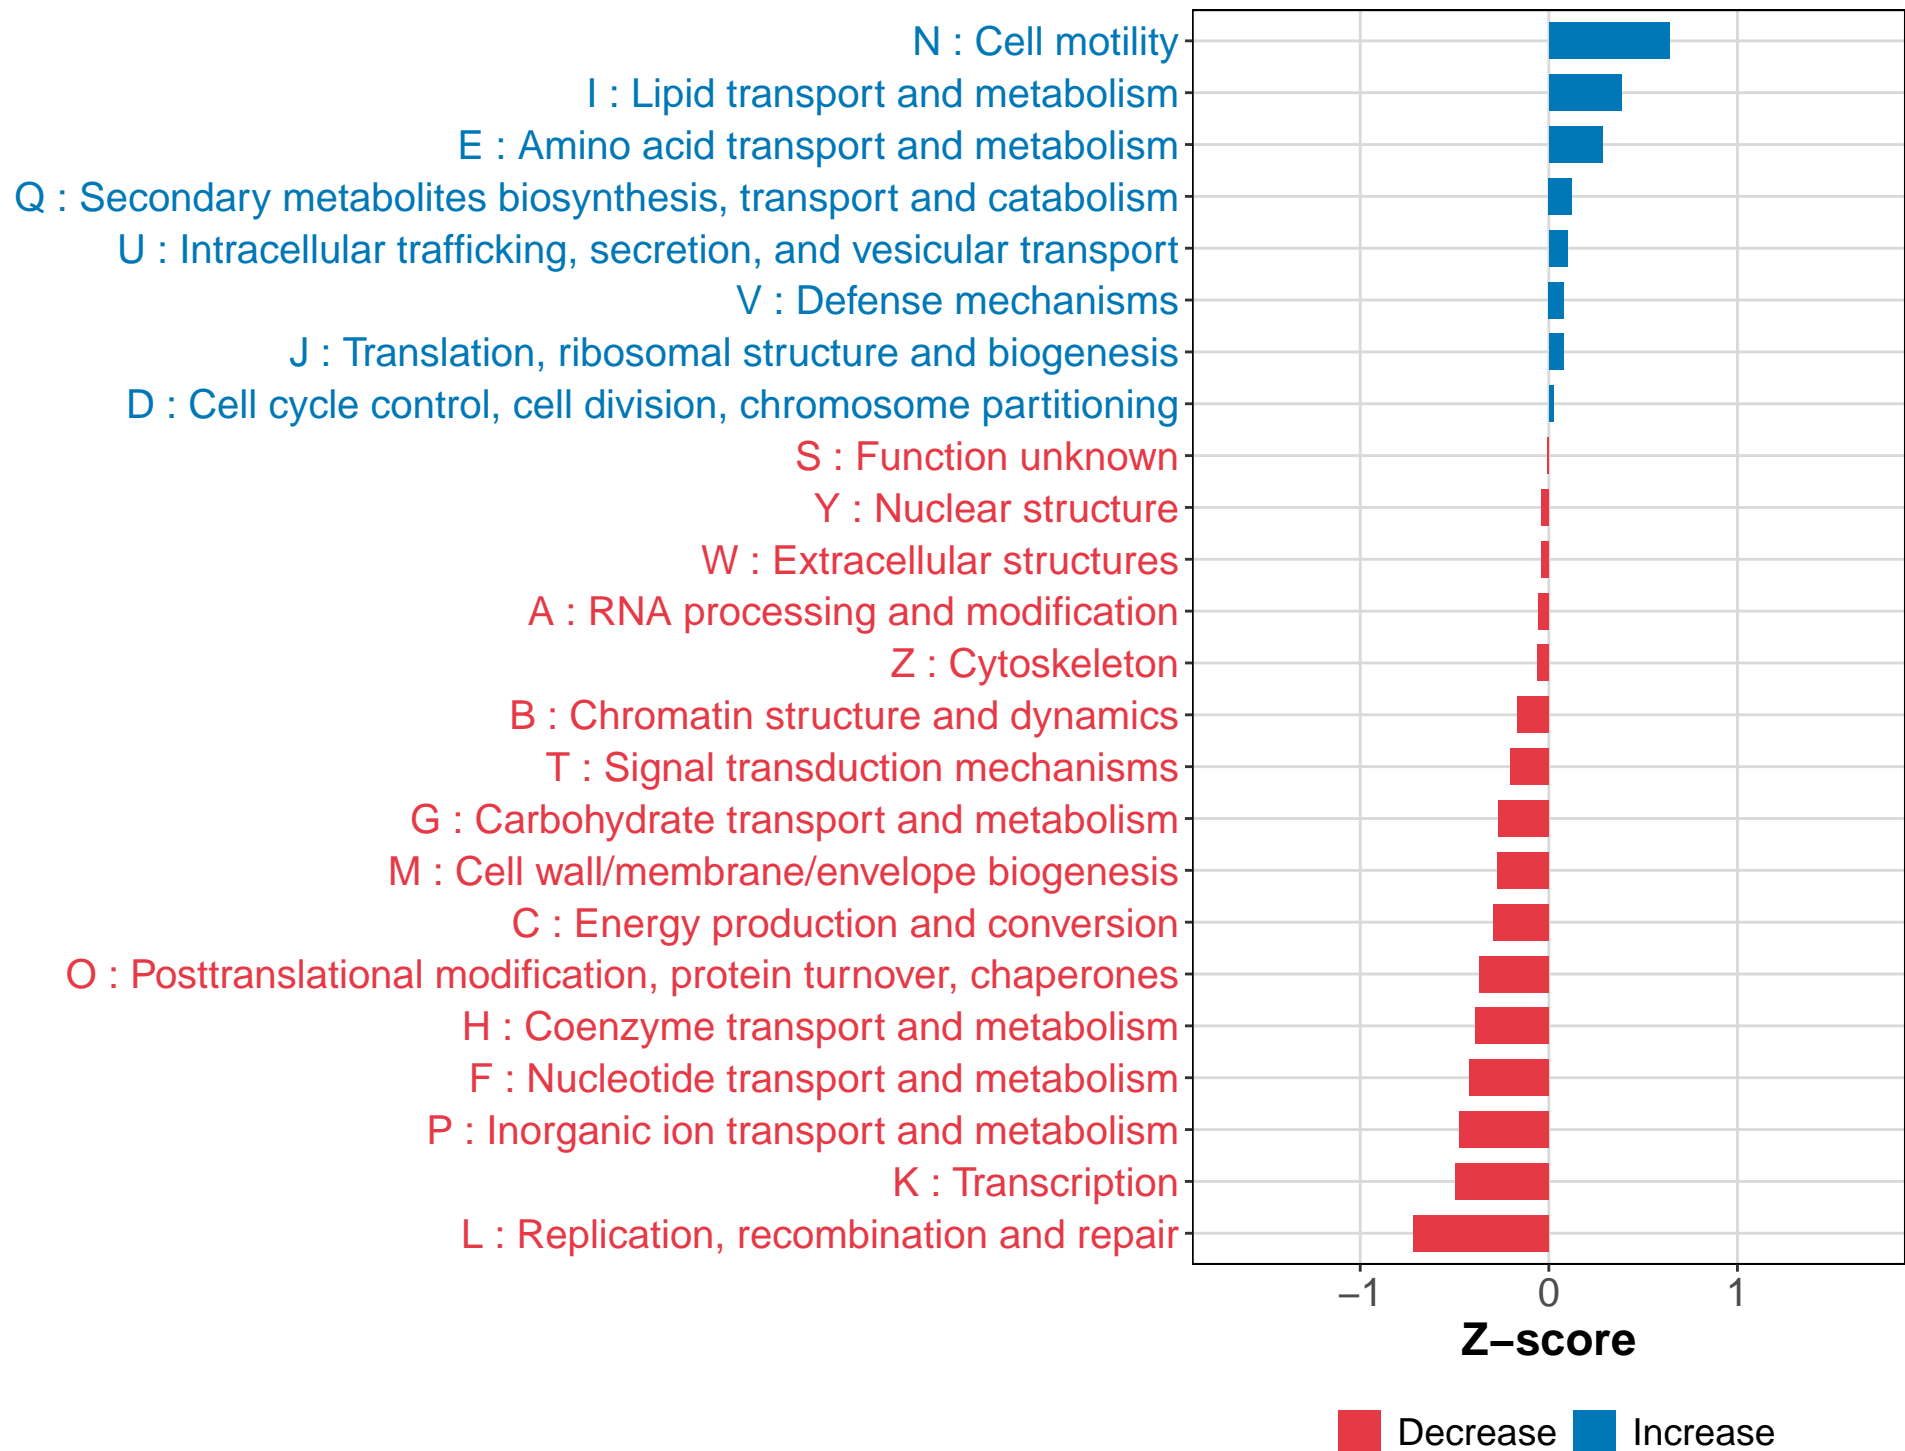 N : Cell motility
I : Lipid transport and metabolism
E : Amino acid transport and metabolism
Q : Secondary metabolites biosynthesis, transport and catabolism
U : Intracellular trafficking, secretion, and vesicular transport
V : Defense mechanisms
J : Translation, ribosomal structure and biogenesis
D : Cell cycle control, cell division, chromosome partitioning
S : Function unknown
Y : Nuclear structure
W : Extracellular structures
A : RNA processing and modification
Z : Cytoskeleton
B : Chromatin structure and dynamics
T : Signal transduction mechanisms
G : Carbohydrate transport and metabolism
M : Cell wall/membrane/envelope biogenesis
C : Energy production and conversion
O : Posttranslational modification, protein turnover, chaperones
H : Coenzyme transport and metabolism
F : Nucleotide transport and metabolism
P : Inorganic ion transport and metabolism
K : Transcription
L : Replication, recombination and repair
−1 0 1
Z−score
Decrease Increase